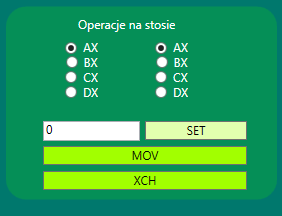 Operacje na stosie
AX AX
BX BX
CX CX
DX DX
0 SET
MOV
XCH